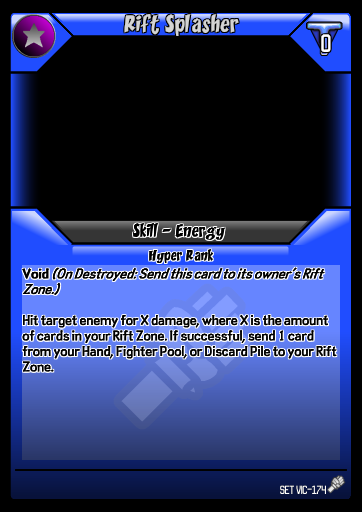 Rift Splasher
0
Skill - Energy
Hyper Rank
Void (On Destroyed: Send this card to its owner's Rift
Zone.)
Hit target enemy for X damage, where X is the amount
of cards in your Rift Zone. If successful, send 1 card
from your Hand, Fighter Pool, or Discard Pile to your Rift
Zone.
SET VIC-174